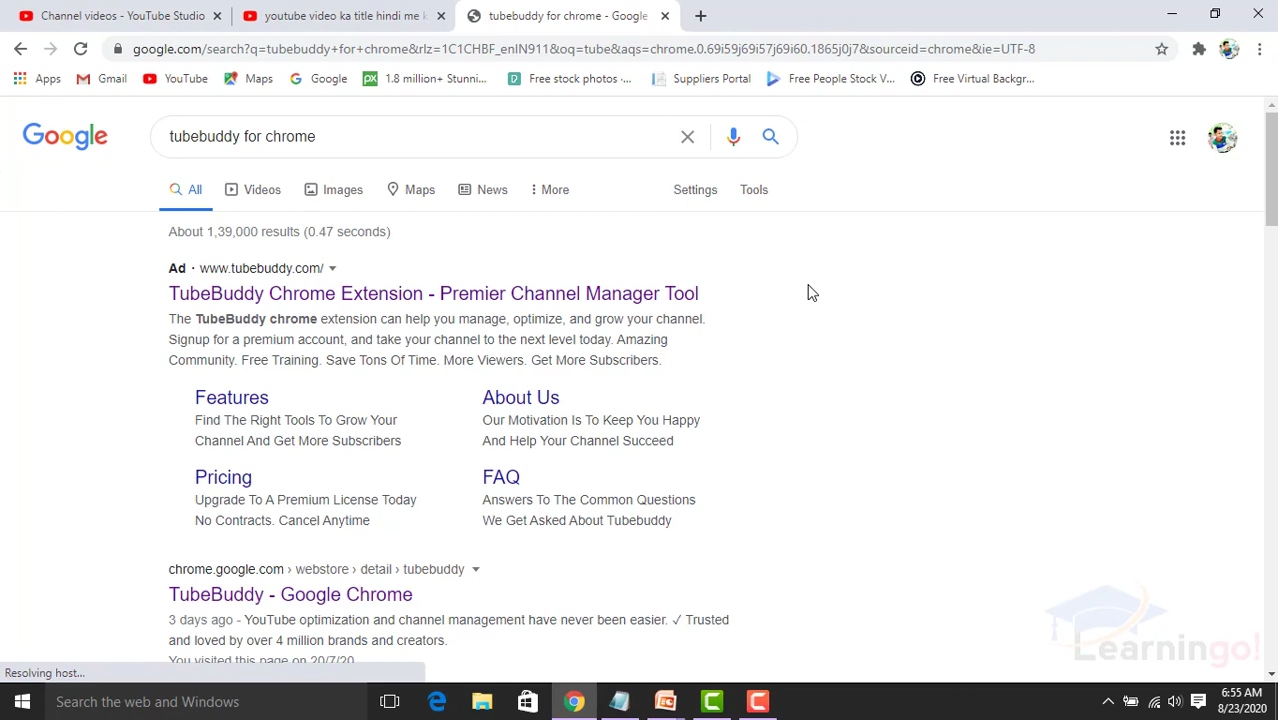 Channel videos - YouTube Studio
youtube video ka title hindi me k
tubebuddy for chrome - Google
google.com/search?q=tubebuddy+for+chrome&rlz=1C1CHBF_enIN911&oq=tube&aqs=chrome.0.69i59j69i57j69i60.1865j0j7&sourceid=chrome&ie=UTF-8
Apps
Gmail
YouTube
Maps
Google
px
1.8 million+ Stunni...
Free stock photos -...
Suppliers Portal
Free People Stock V...
Free Virtual Backgr...
Google
tubebuddy for chrome
All
Videos
Images
Maps
News
More
Settings
Tools
About 1,39,000 results (0.47 seconds)
Ad · www.tubebuddy.com/
TubeBuddy Chrome Extension - Premier Channel Manager Tool
The TubeBuddy chrome extension can help you manage, optimize, and grow your channel.
Signup for a premium account, and take your channel to the next level today. Amazing
Community. Free Training. Save Tons Of Time. More Viewers. Get More Subscribers.
Features
Find The Right Tools To Grow Your
Channel And Get More Subscribers
About Us
Our Motivation Is To Keep You Happy
And Help Your Channel Succeed
Pricing
Upgrade To A Premium License Today
No Contracts. Cancel Anytime
FAQ
Answers To The Common Questions
We Get Asked About Tubebuddy
chrome.google.com › webstore › detail › tubebuddy
TubeBuddy - Google Chrome
3 days ago - YouTube optimization and channel management have never been easier. ✓ Trusted
and loved by over 4 million brands and creators.
You visited this page on 20/7/20.
Learningo!
Resolving host...
Search the web and Windows
6:55 AM
8/23/2020